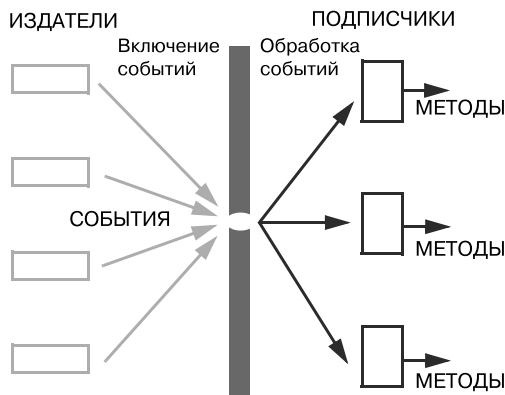 ИЗДАТЕЛИ
ПОДПИСЧИКИ
Включение
событий
Обработка
событий
МЕТОДЫ
СОБЫТИЯ
МЕТОДЫ
МЕТОДЫ